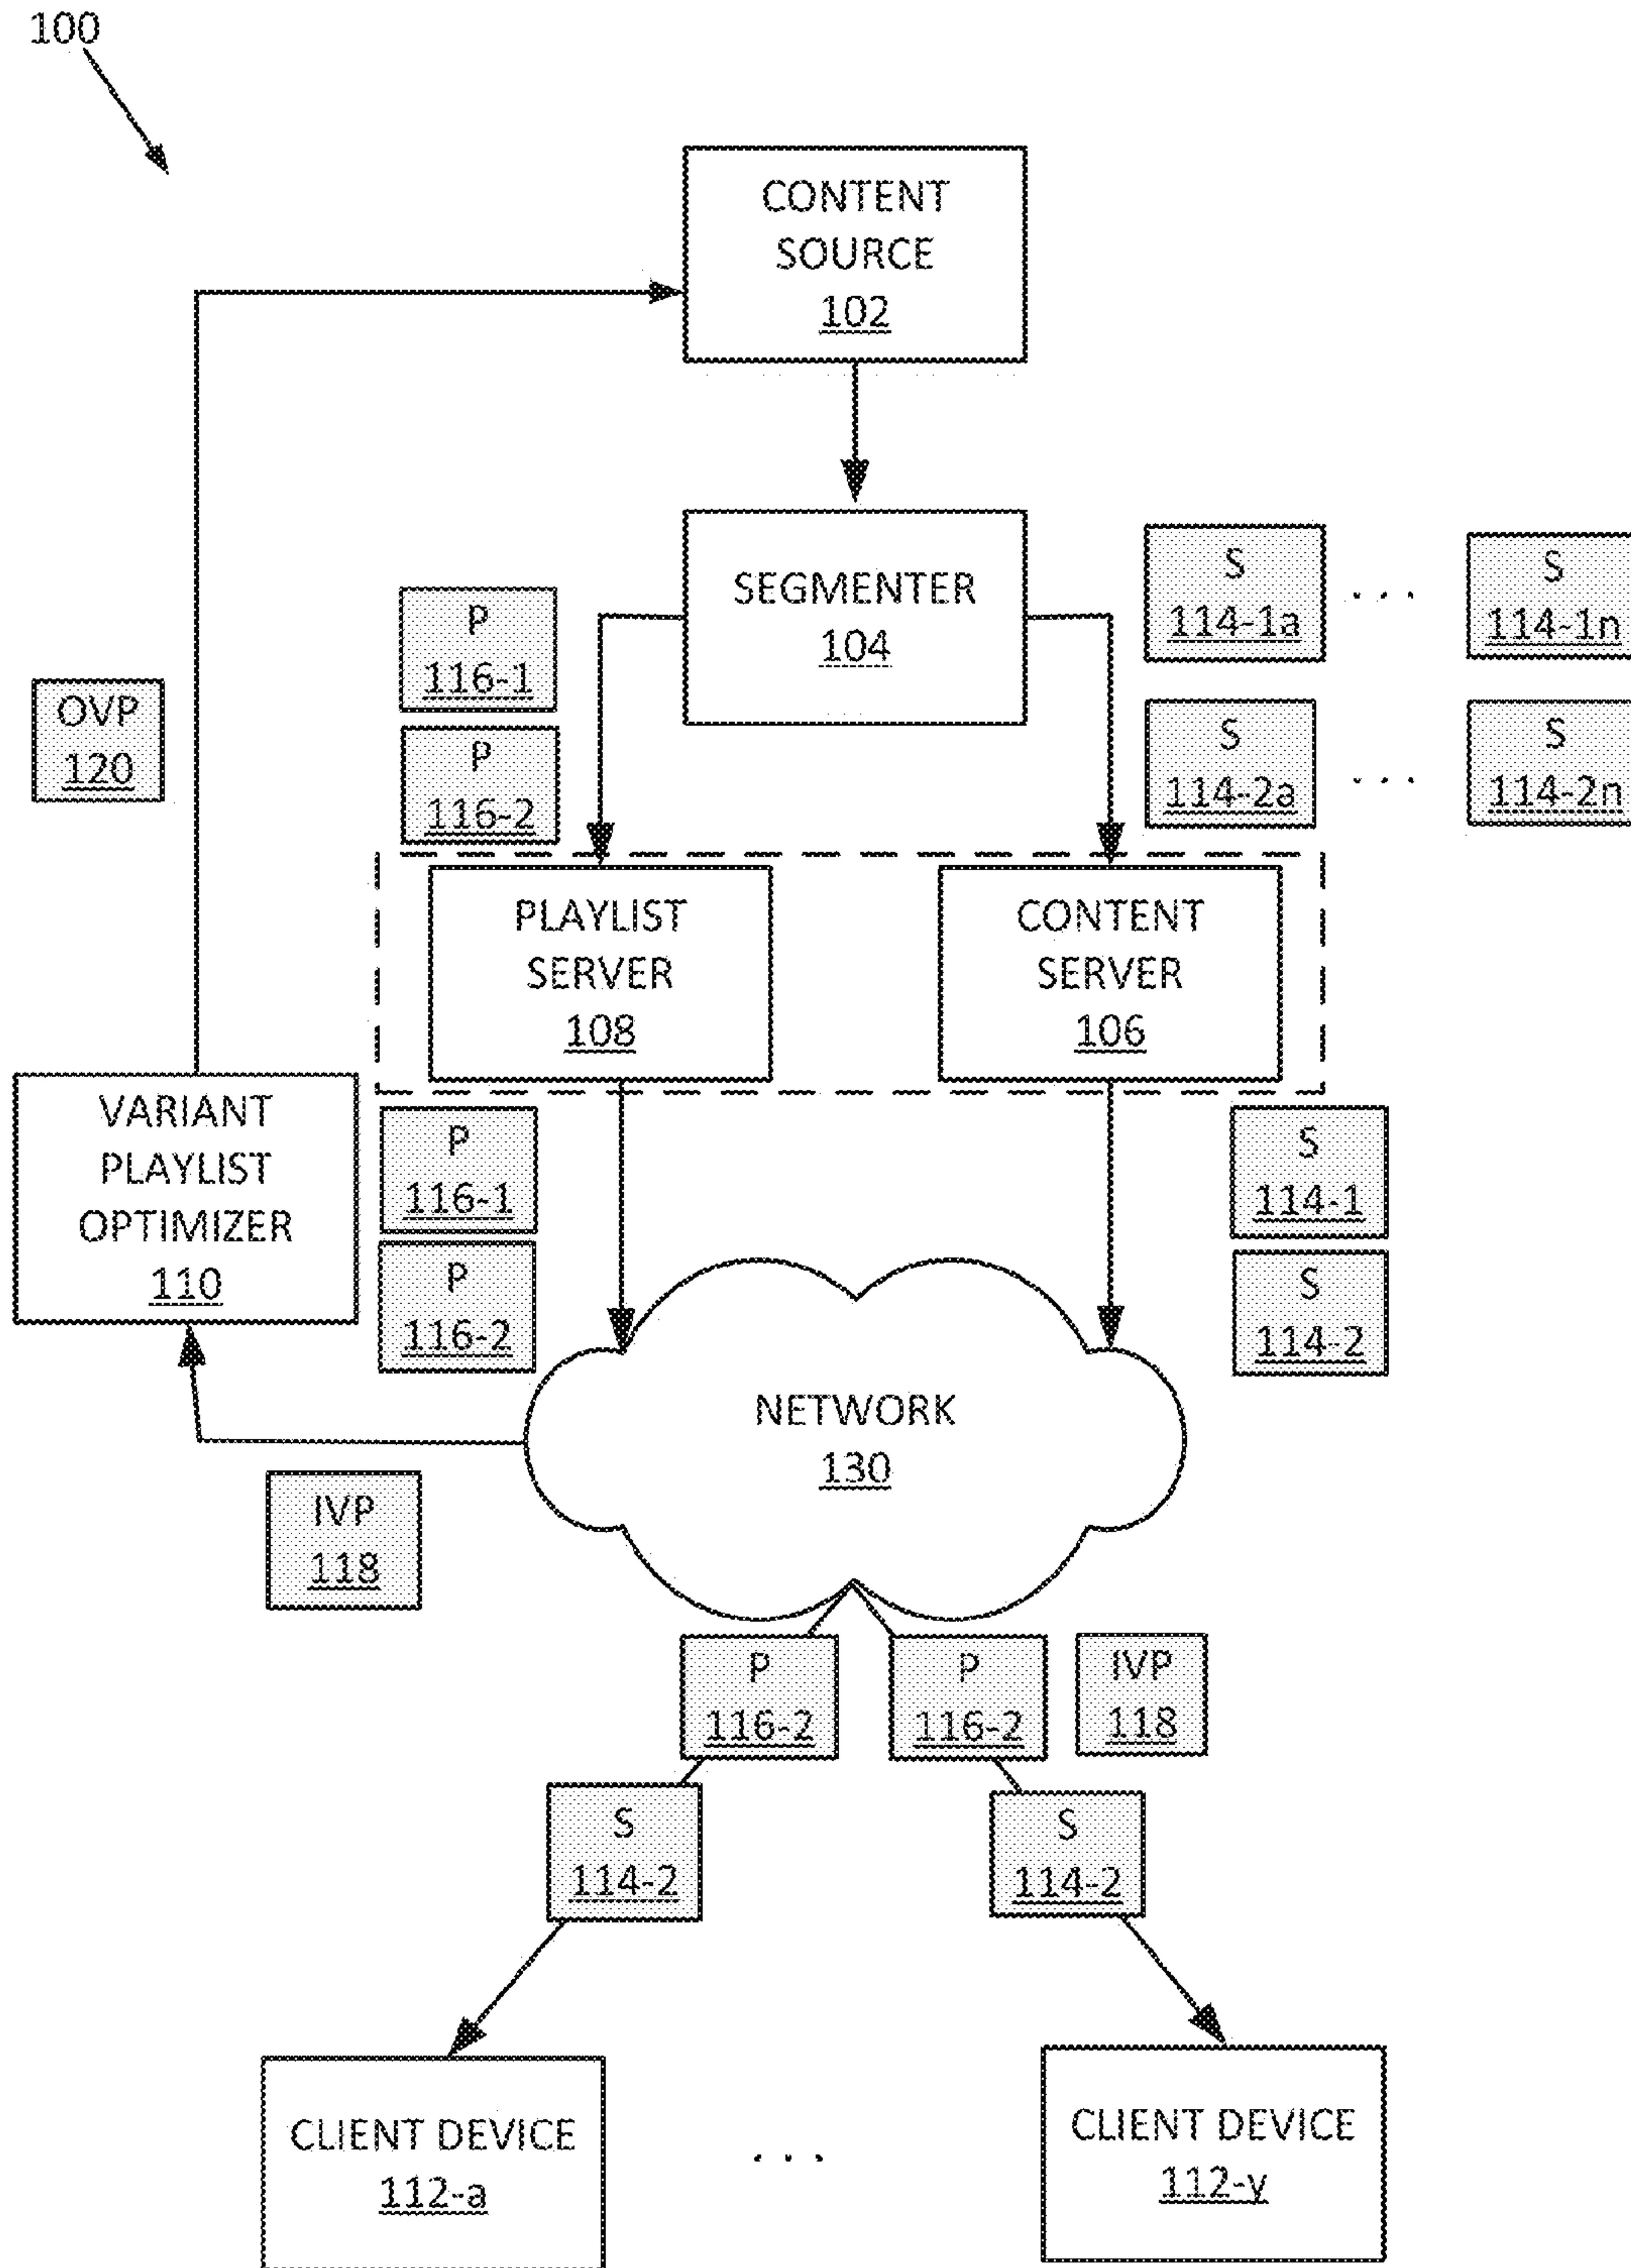 100
CONTENT
SOURCE
102
SEGMENTER
104
S
114-1a
. . .
S
114-1n
P
116-1
S
114-2a
. . .
S
114-2n
P
116-2
OVP
120
PLAYLIST
SERVER
108
CONTENT
SERVER
106
VARIANT
PLAYLIST
OPTIMIZER
110
P
116-1
P
116-2
S
114-1
S
114-2
NETWORK
130
IVP
118
P
116-2
P
116-2
IVP
118
S
114-2
S
114-2
CLIENT DEVICE
112-a
. . .
CLIENT DEVICE
112-y